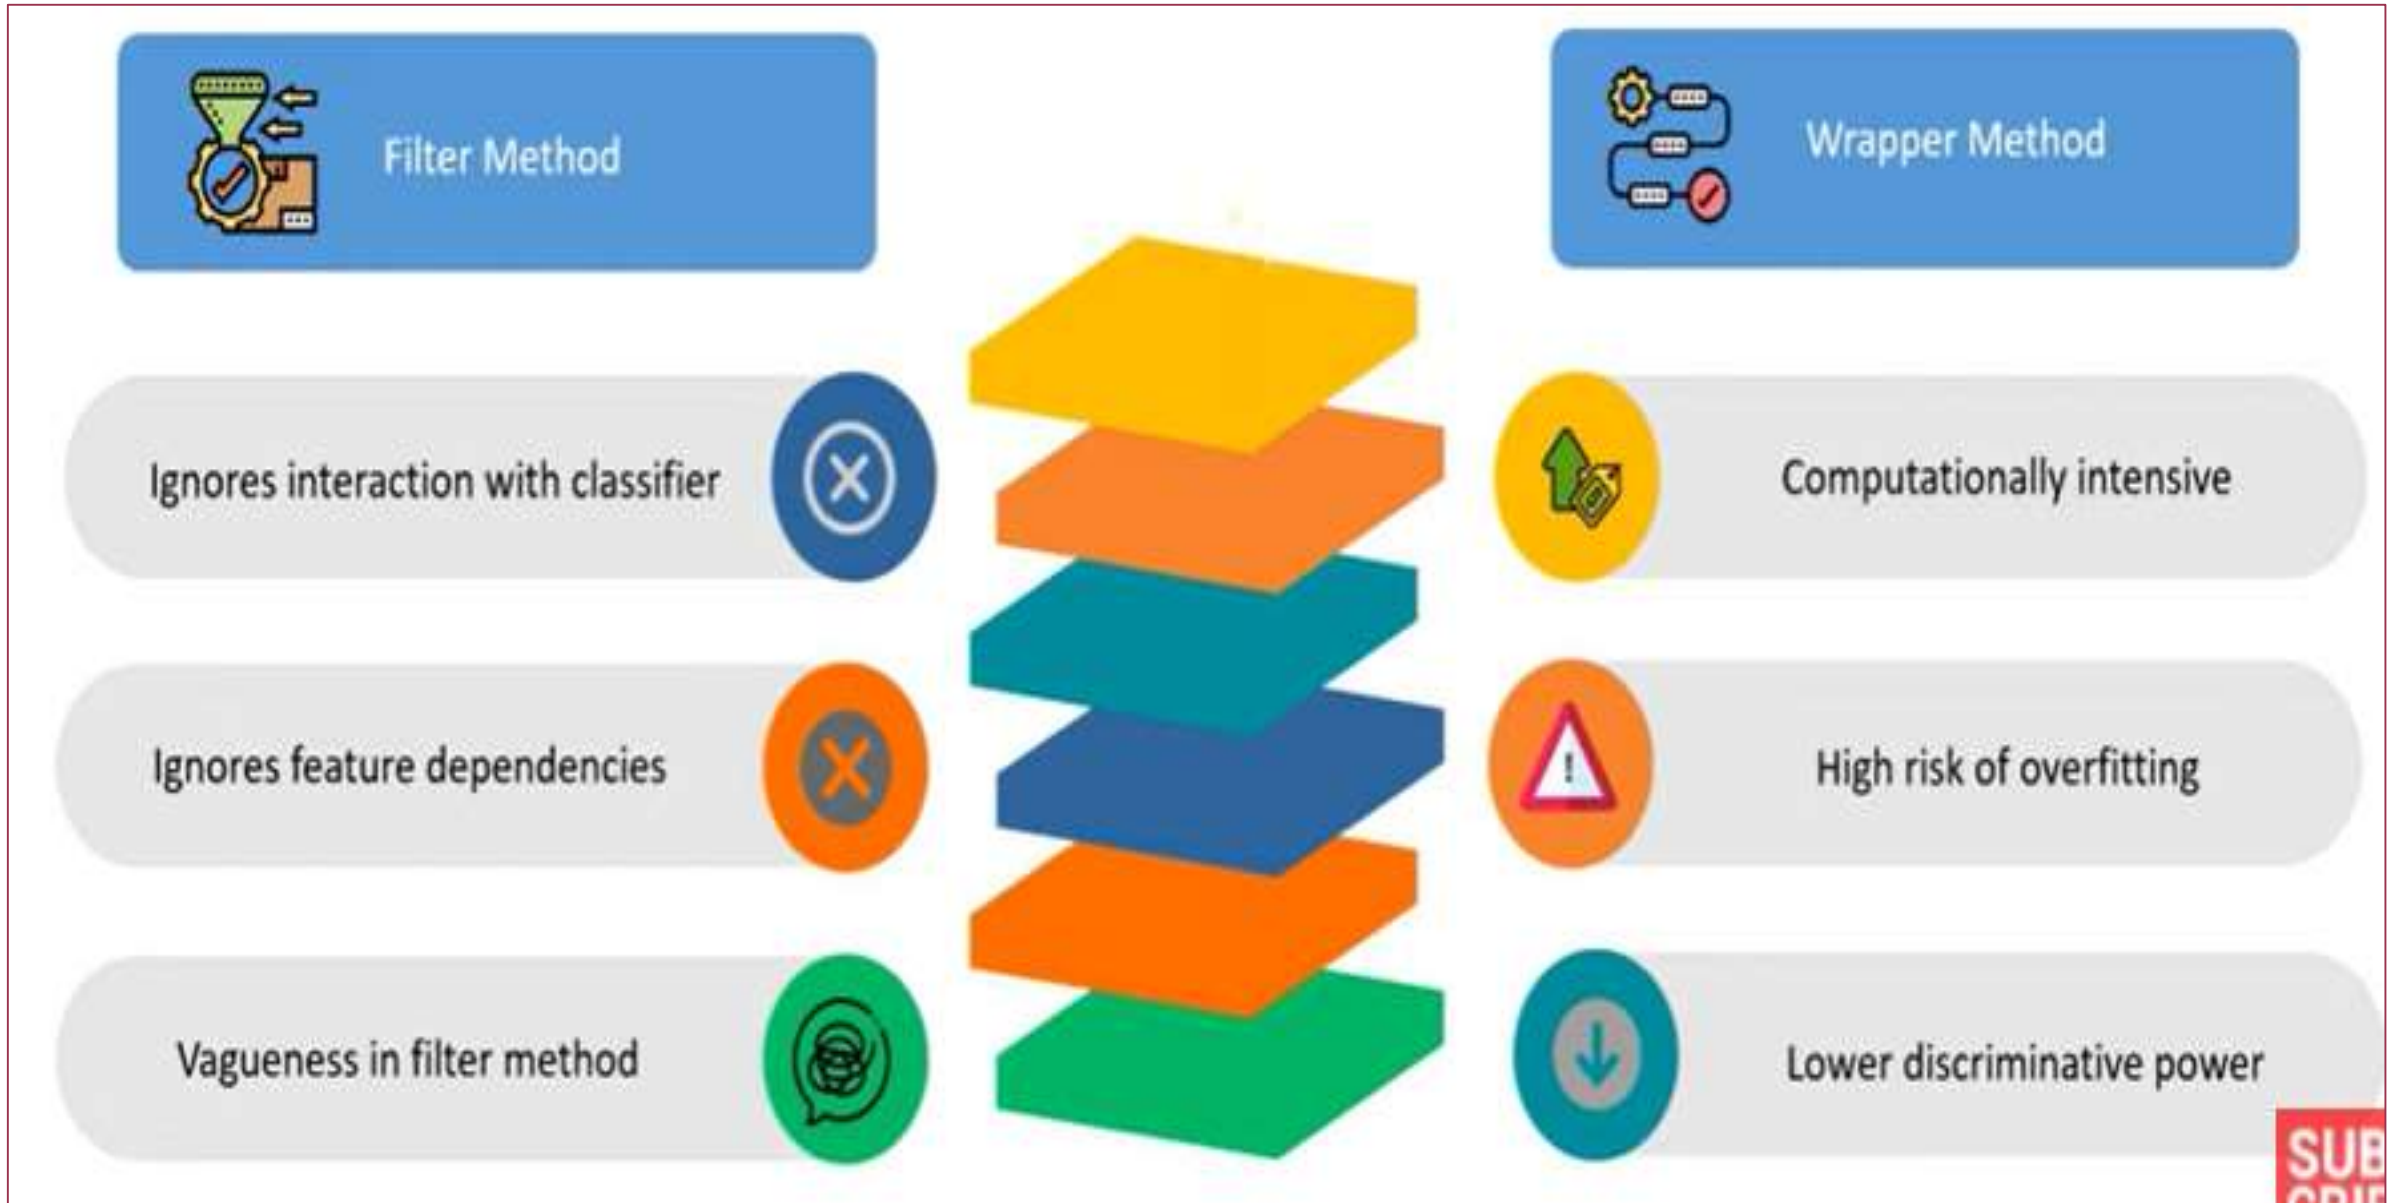 Filter Method
Wrapper Method
Ignores interaction with classifier
Computationally intensive
Ignores feature dependencies
High risk of overfitting
Vagueness in filter method
Lower discriminative power
SUB